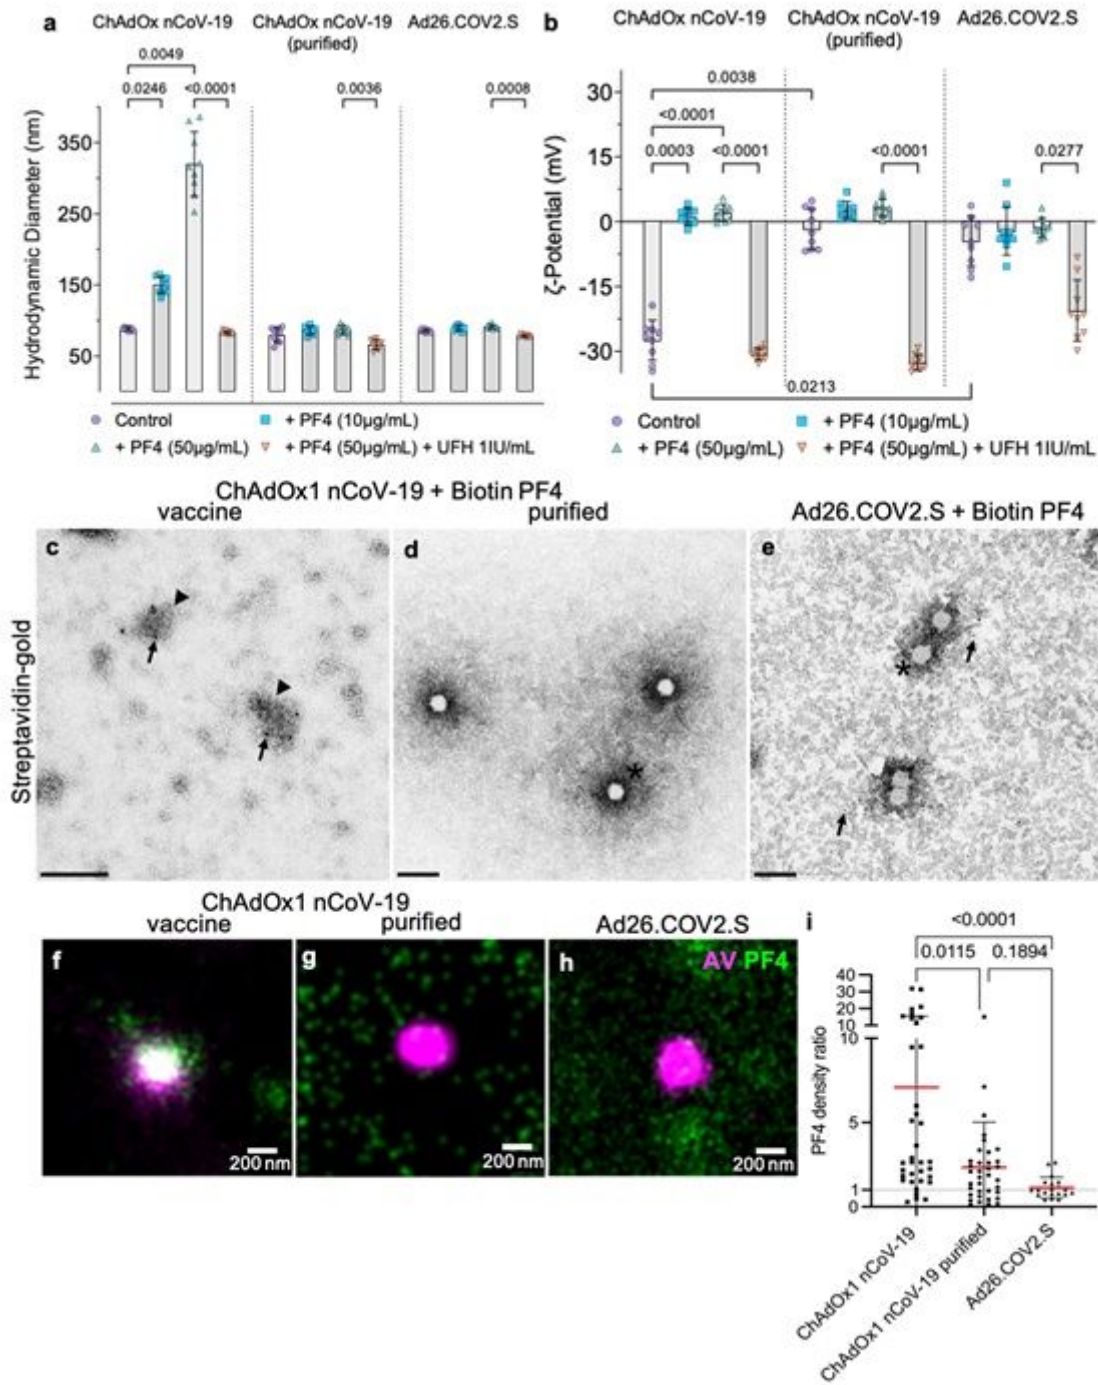 a
ChAdOx nCoV-19
ChAdOx nCoV-19
(purified)
Ad26.COV2.S
0.0049
0.0246
<0.0001
0.0036
0.0008
Hydrodynamic Diameter (nm)
350
250
150
50
Control
+ PF4 (10µg/mL)
+ PF4 (50µg/mL)
+ PF4 (50µg/mL) + UFH 1IU/mL
b
ChAdOx nCoV-19
ChAdOx nCoV-19
(purified)
Ad26.COV2.S
0.0038
<0.0001
0.0003
<0.0001
<0.0001
0.0277
ζ-Potential (mV)
30
15
0
-15
-30
0.0213
Control
+ PF4 (10µg/mL)
+ PF4 (50µg/mL)
+ PF4 (50µg/mL) + UFH 1IU/mL
ChAdOx1 nCoV-19 + Biotin PF4
vaccine
purified
Ad26.COV2.S + Biotin PF4
Streptavidin-gold
c
d
*
e
*
ChAdOx1 nCoV-19
vaccine
purified
Ad26.COV2.S
f
200 nm
g
200 nm
h
AV PF4
200 nm
i
<0.0001
0.0115
0.1894
PF4 density ratio
40
30
20
10
10
5
1
0
ChAdOx1 nCoV-19
ChAdOx1 nCoV-19 purified
Ad26.COV2.S